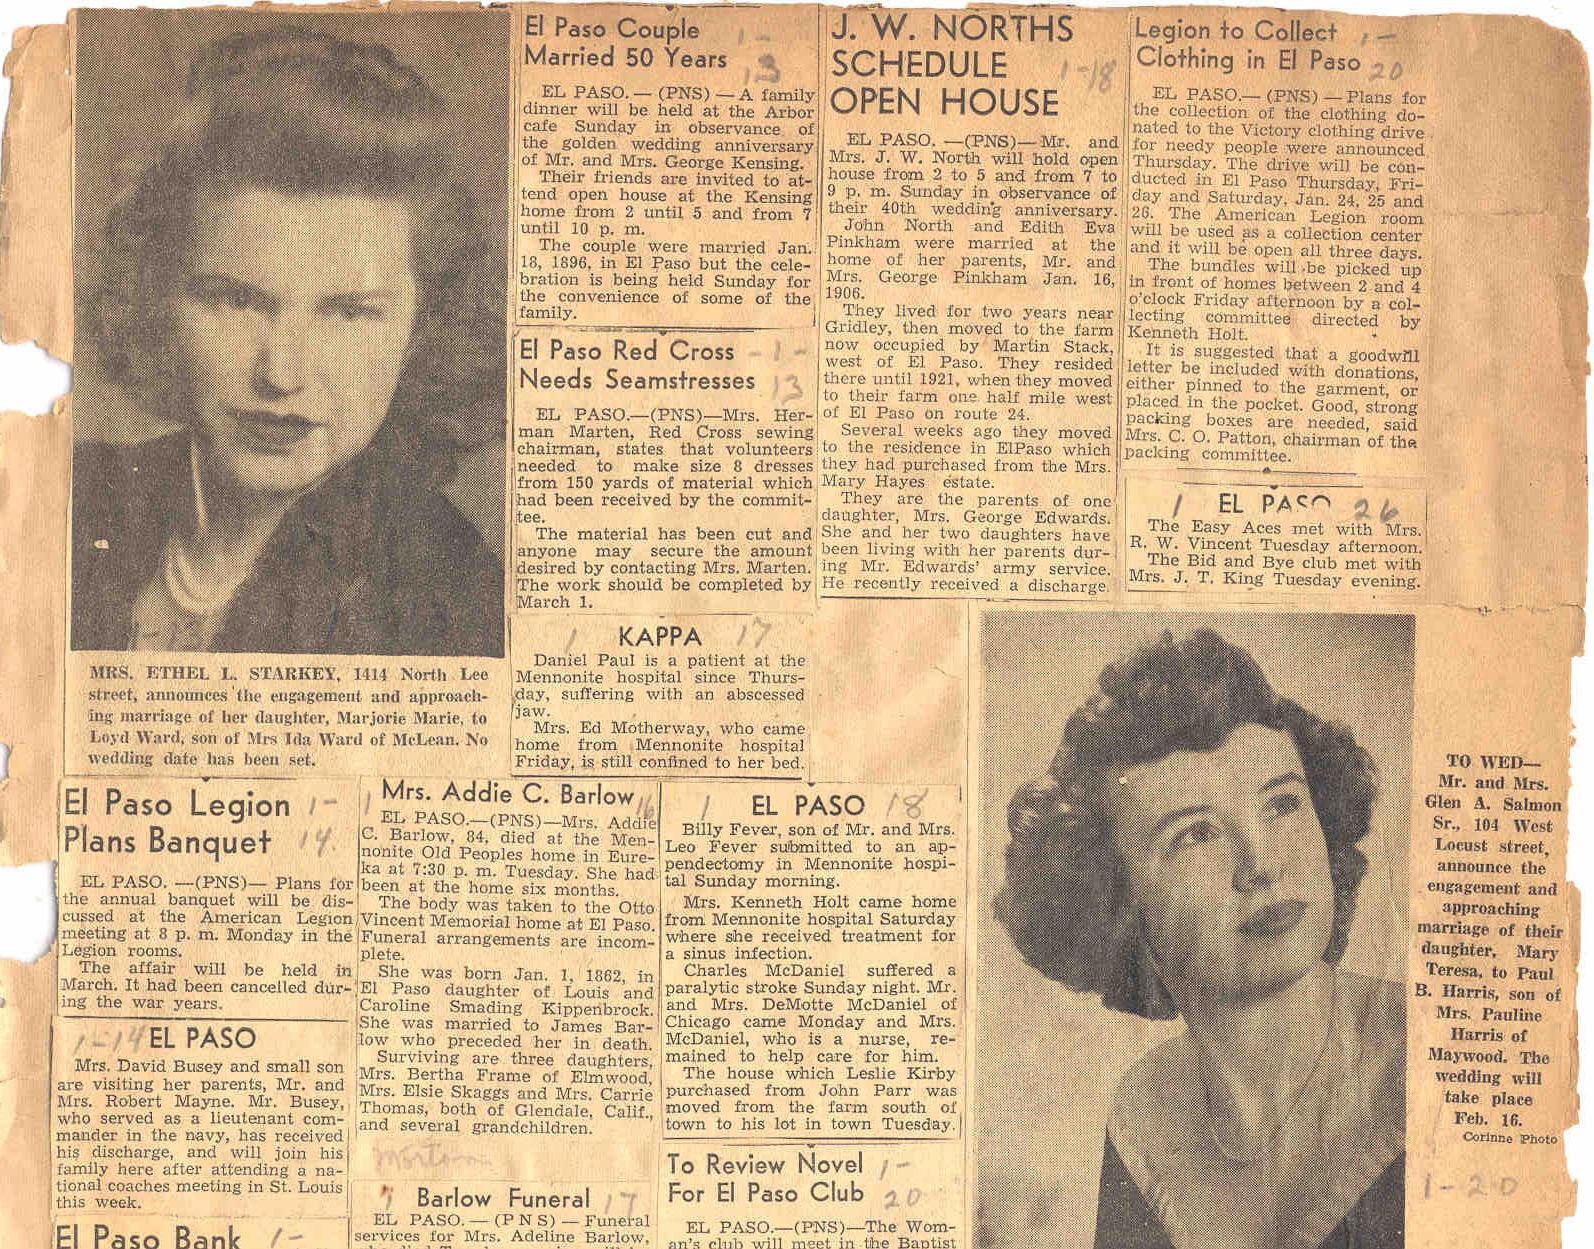 El Paso Couple 1-
Married 50 Years 13
EL PASO. — (PNS) — A family
dinner will be held at the Arbor
cafe Sunday in observance of
the golden wedding anniversary
of Mr. and Mrs. George Kensing.
Their friends are invited to at-
tend open house at the Kensing
home from 2 until 5 and from 7
until 10 p. m.
The couple were married Jan.
18, 1896, in El Paso but the cele-
bration is being held Sunday for
the convenience of some of the
family.
El Paso Red Cross - 1 -
Needs Seamstresses 13
EL PASO.—(PNS)—Mrs. Her-
man Marten, Red Cross sewing
chairman, states that volunteers
needed to make size 8 dresses
from 150 yards of material which
had been received by the commit-
tee.
The material has been cut and
anyone may secure the amount
desired by contacting Mrs. Marten.
The work should be completed by
March 1.
1 KAPPA 17
Daniel Paul is a patient at the
Mennonite hospital since Thurs-
day, suffering with an abscessed
jaw.
Mrs. Ed Motherway, who came
home from Mennonite hospital
Friday, is still confined to her bed.
J. W. NORTHS
SCHEDULE 1-18
OPEN HOUSE
EL PASO. —(PNS)— Mr. and
Mrs. J. W. North will hold open
house from 2 to 5 and from 7 to
9 p. m. Sunday in observance of
their 40th wedding anniversary.
John North and Edith Eva
Pinkham were married at the
home of her parents, Mr. and
Mrs. George Pinkham Jan. 16,
1906.
They lived for two years near
Gridley, then moved to the farm
now occupied by Martin Stack,
west of El Paso. They resided
there until 1921, when they moved
to their farm one half mile west
of El Paso on route 24.
Several weeks ago they moved
to the residence in ElPaso which
they had purchased from the Mrs.
Mary Hayes estate.
They are the parents of one
daughter, Mrs. George Edwards.
She and her two daughters have
been living with her parents dur-
ing Mr. Edwards' army service.
He recently received a discharge.
Legion to Collect 1-
Clothing in El Paso 20
EL PASO.— (PNS) — Plans for
the collection of the clothing do-
nated to the Victory clothing drive
for needy people were announced
Thursday. The drive will be con-
ducted in El Paso Thursday, Fri-
day and Saturday, Jan. 24, 25 and
26. The American Legion room
will be used as a collection center
and it will be open all three days.
The bundles will be picked up
in front of homes between 2 and 4
o'clock Friday afternoon by a col-
lecting committee directed by
Kenneth Holt.
It is suggested that a goodwill
letter be included with donations,
either pinned to the garment, or
placed in the pocket. Good, strong
packing boxes are needed, said
Mrs. C. O. Patton, chairman of the
packing committee.
1 EL PASO 26
The Easy Aces met with Mrs.
R. W. Vincent Tuesday afternoon.
The Bid and Bye club met with
Mrs. J. T. King Tuesday evening.
1-13
MRS. ETHEL L. STARKEY, 1414 North Lee
street, announces the engagement and approach-
ing marriage of her daughter, Marjorie Marie, to
Loyd Ward, son of Mrs Ida Ward of McLean. No
wedding date has been set.
El Paso Legion 1-
Plans Banquet 14
EL PASO. —(PNS)— Plans for
the annual banquet will be dis-
cussed at the American Legion
meeting at 8 p. m. Monday in the
Legion rooms.
The affair will be held in
March. It had been cancelled dur-
ing the war years.
1-14 EL PASO
Mrs. David Busey and small son
are visiting her parents, Mr. and
Mrs. Robert Mayne. Mr. Busey,
who served as a lieutenant com-
mander in the navy, has received
his discharge, and will join his
family here after attending a na-
tional coaches meeting in St. Louis
this week.
El Paso Bank 1-
1 Mrs. Addie C. Barlow 16
EL PASO.—(PNS)—Mrs. Addie
C. Barlow, 84, died at the Men-
nonite Old Peoples home in Eure-
ka at 7:30 p. m. Tuesday. She had
been at the home six months.
The body was taken to the Otto
Vincent Memorial home at El Paso.
Funeral arrangements are incom-
plete.
She was born Jan. 1, 1862, in
El Paso daughter of Louis and
Caroline Smading Kippenbrock.
She was married to James Bar-
low who preceded her in death.
Surviving are three daughters,
Mrs. Bertha Frame of Elmwood,
Mrs. Elsie Skaggs and Mrs. Carrie
Thomas, both of Glendale, Calif.,
and several grandchildren.
Morton
1 Barlow Funeral 17
EL PASO. — (PNS) — Funeral
services for Mrs. Adeline Barlow,
1 EL PASO 18
Billy Fever, son of Mr. and Mrs.
Leo Fever submitted to an ap-
pendectomy in Mennonite hospi-
tal Sunday morning.
Mrs. Kenneth Holt came home
from Mennonite hospital Saturday
where she received treatment for
a sinus infection.
Charles McDaniel suffered a
paralytic stroke Sunday night. Mr.
and Mrs. DeMotte McDaniel of
Chicago came Monday and Mrs.
McDaniel, who is a nurse, re-
mained to help care for him.
The house which Leslie Kirby
purchased from John Parr was
moved from the farm south of
town to his lot in town Tuesday.
To Review Novel 1-
For El Paso Club 20
EL PASO.—(PNS)—The Wom-
an's club will meet in the Baptist
TO WED—
Mr. and Mrs.
Glen A. Salmon
Sr., 104 West
Locust street,
announce the
engagement and
approaching
marriage of their
daughter, Mary
Teresa, to Paul
B. Harris, son of
Mrs. Pauline
Harris of
Maywood. The
wedding will
take place
Feb. 16.
Corinne Photo
1-20